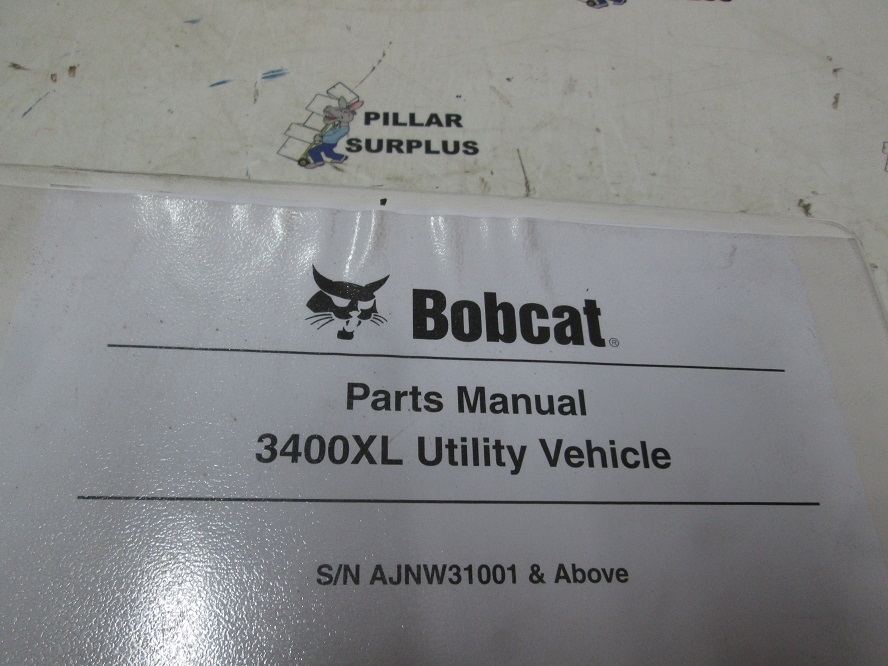 PILLAR
SURPLUS
Bobcat®
Parts Manual
3400XL Utility Vehicle
S/N AJNW31001 & Above